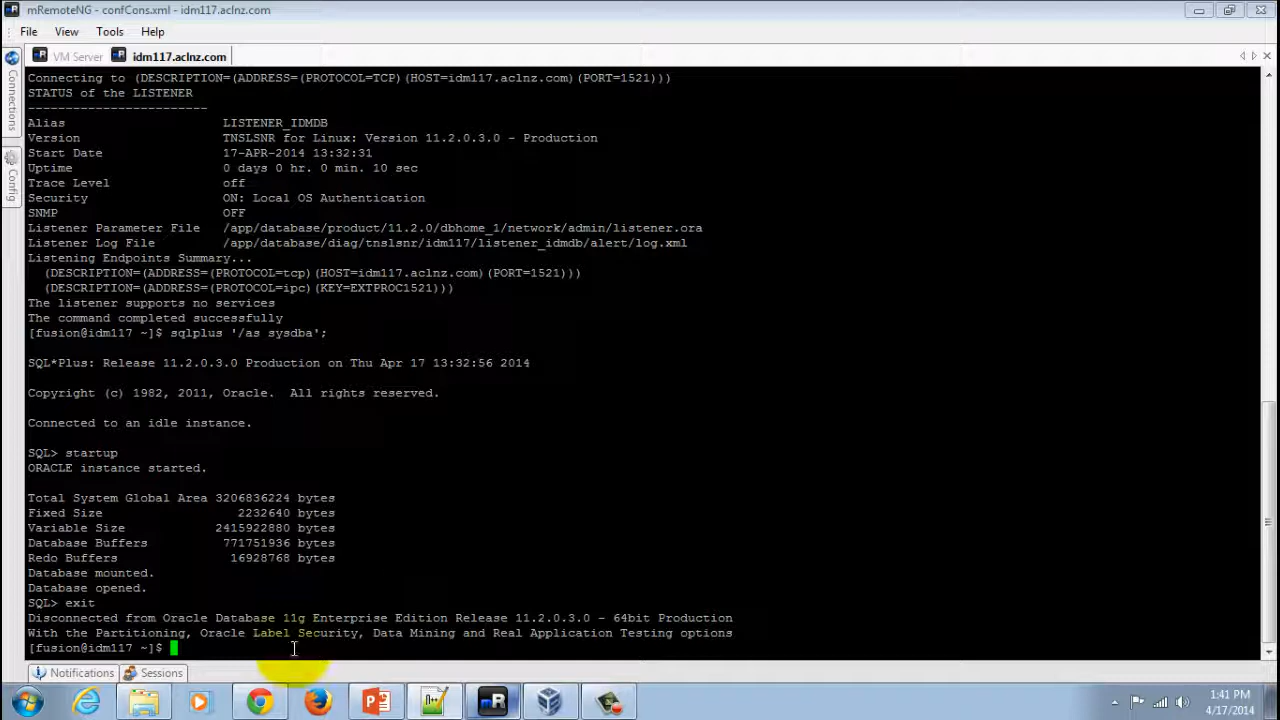 mRemoteNG - confCons.xml - idm117.aclnz.com
File View Tools Help
VM Server idm117.aclnz.com
Connections
Config
Connecting to (DESCRIPTION=(ADDRESS=(PROTOCOL=TCP)(HOST=idm117.aclnz.com)(PORT=1521)))
STATUS of the LISTENER
------------------------
Alias LISTENER_IDMDB
Version TNSLSNR for Linux: Version 11.2.0.3.0 - Production
Start Date 17-APR-2014 13:32:31
Uptime 0 days 0 hr. 0 min. 10 sec
Trace Level off
Security ON: Local OS Authentication
SNMP OFF
Listener Parameter File /app/database/product/11.2.0/dbhome_1/network/admin/listener.ora
Listener Log File /app/database/diag/tnslsnr/idm117/listener_idmdb/alert/log.xml
Listening Endpoints Summary...
(DESCRIPTION=(ADDRESS=(PROTOCOL=tcp)(HOST=idm117.aclnz.com)(PORT=1521)))
(DESCRIPTION=(ADDRESS=(PROTOCOL=ipc)(KEY=EXTPROC1521)))
The listener supports no services
The command completed successfully
[fusion@idm117 ~]$ sqlplus '/as sysdba';
SQL*Plus: Release 11.2.0.3.0 Production on Thu Apr 17 13:32:56 2014
Copyright (c) 1982, 2011, Oracle.  All rights reserved.
Connected to an idle instance.
SQL> startup
ORACLE instance started.
Total System Global Area 3206836224 bytes
Fixed Size 2232640 bytes
Variable Size 2415922880 bytes
Database Buffers 771751936 bytes
Redo Buffers 16928768 bytes
Database mounted.
Database opened.
SQL> exit
Disconnected from Oracle Database 11g Enterprise Edition Release 11.2.0.3.0 - 64bit Production
With the Partitioning, Oracle Label Security, Data Mining and Real Application Testing options
[fusion@idm117 ~]$
Notifications Sessions
1:41 PM
4/17/2014